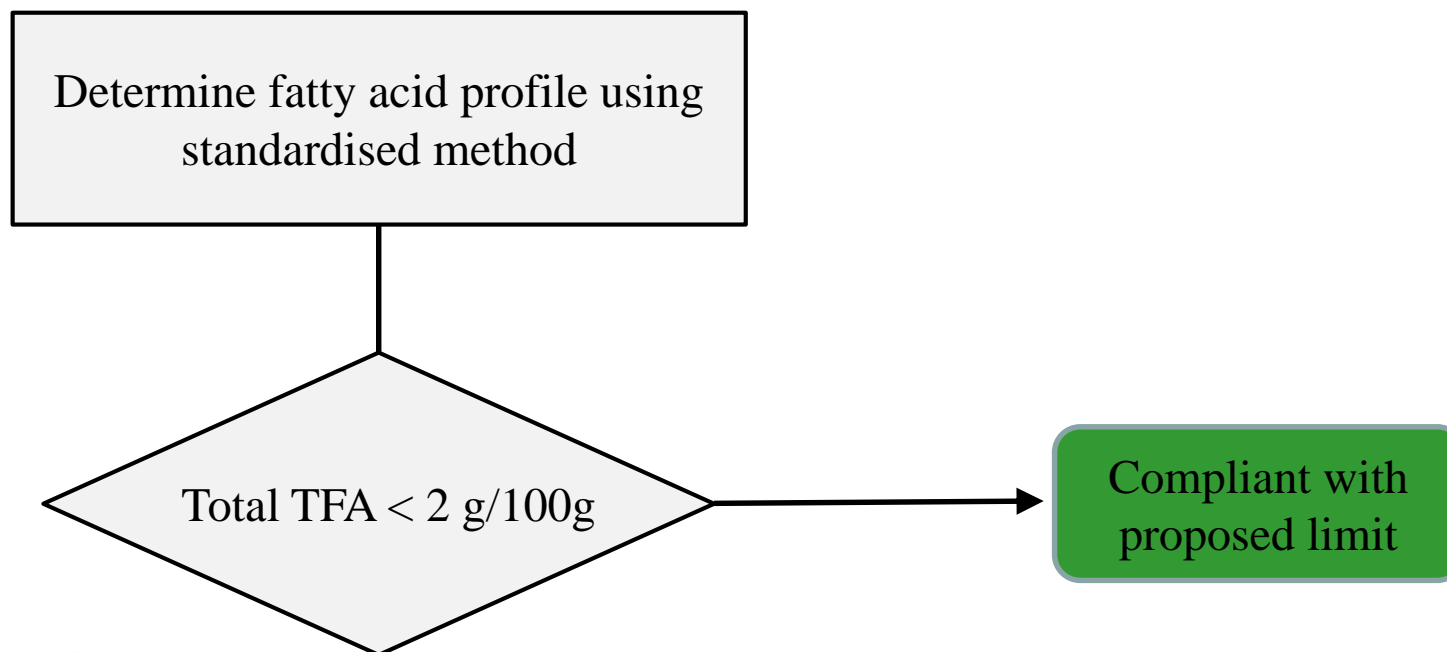 Determine fatty acid profile using
standardised method
Total TFA < 2 g/100g
Compliant with
proposed limit